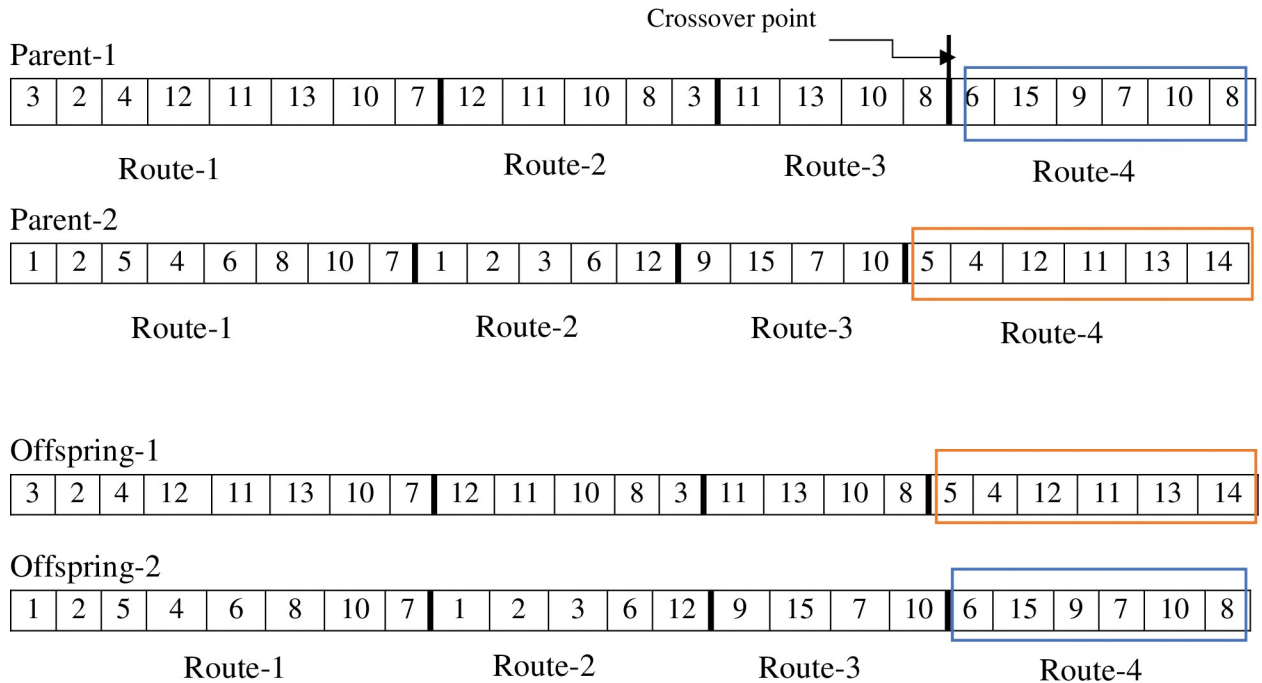 Crossover point
Parent-1
3 2 4 12 11 13 10 7 12 11 10 8 3 11 13 10 8 6 15 9 7 10 8
Route-1 Route-2 Route-3 Route-4
Parent-2
1 2 5 4 6 8 10 7 1 2 3 6 12 9 15 7 10 5 4 12 11 13 14
Route-1 Route-2 Route-3 Route-4
Offspring-1
3 2 4 12 11 13 10 7 12 11 10 8 3 11 13 10 8 5 4 12 11 13 14
Offspring-2
1 2 5 4 6 8 10 7 1 2 3 6 12 9 15 7 10 6 15 9 7 10 8
Route-1 Route-2 Route-3 Route-4